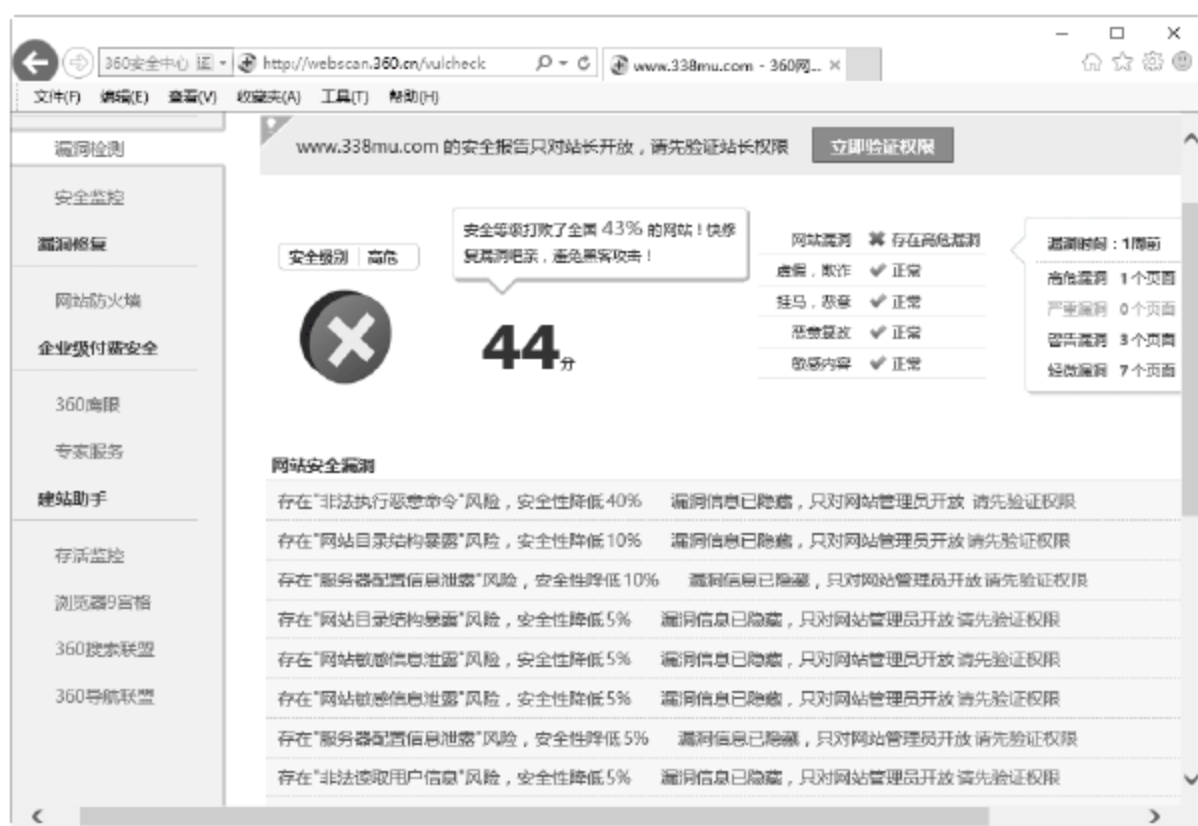 360安全中心 证
http://webscan.360.cn/vulcheck
www.338mu.com - 360网...
文件(F) 编辑(E) 查看(V) 收藏夹(A) 工具(T) 帮助(H)
漏洞检测
安全监控
漏洞修复
网站防火墙
企业级付费安全
360鹰眼
专家服务
建站助手
存活监控
浏览器9宫格
360搜索联盟
360导航联盟
www.338mu.com 的安全报告只对站长开放,请先验证站长权限 立即验证权限
安全级别 高危
安全等级打败了全国 43% 的网站!快修
复漏洞吧亲,避免黑客攻击!
44分
网站漏洞 存在高危漏洞
虚假,欺诈 正常
挂马,恶意 正常
恶意篡改 正常
敏感内容 正常
漏洞时间:1周前
高危漏洞 1个页面
严重漏洞 0个页面
警告漏洞 3个页面
轻微漏洞 7个页面
网站安全漏洞
存在"非法执行恶意命令"风险,安全性降低40% 漏洞信息已隐藏,只对网站管理员开放 请先验证权限
存在"网站目录结构暴露"风险,安全性降低10% 漏洞信息已隐藏,只对网站管理员开放 请先验证权限
存在"服务器配置信息泄露"风险,安全性降低10% 漏洞信息已隐藏,只对网站管理员开放 请先验证权限
存在"网站目录结构暴露"风险,安全性降低5% 漏洞信息已隐藏,只对网站管理员开放 请先验证权限
存在"网站敏感信息泄露"风险,安全性降低5% 漏洞信息已隐藏,只对网站管理员开放 请先验证权限
存在"网站敏感信息泄露"风险,安全性降低5% 漏洞信息已隐藏,只对网站管理员开放 请先验证权限
存在"服务器配置信息泄露"风险,安全性降低5% 漏洞信息已隐藏,只对网站管理员开放 请先验证权限
存在"非法读取用户信息"风险,安全性降低5% 漏洞信息已隐藏,只对网站管理员开放 请先验证权限